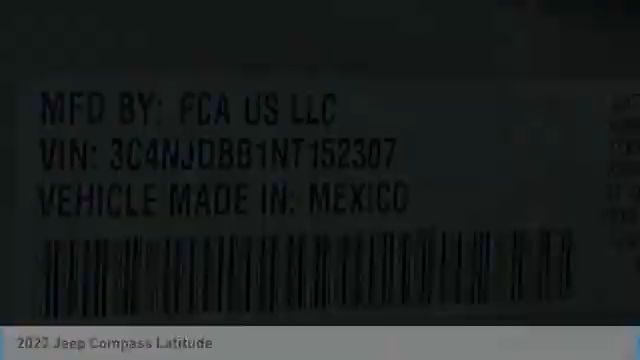 MFD BY: FCA US LLC
VIN: 3C4NJDBB1NT152307
VEHICLE MADE IN: MEXICO
2022 Jeep Compass Latitude